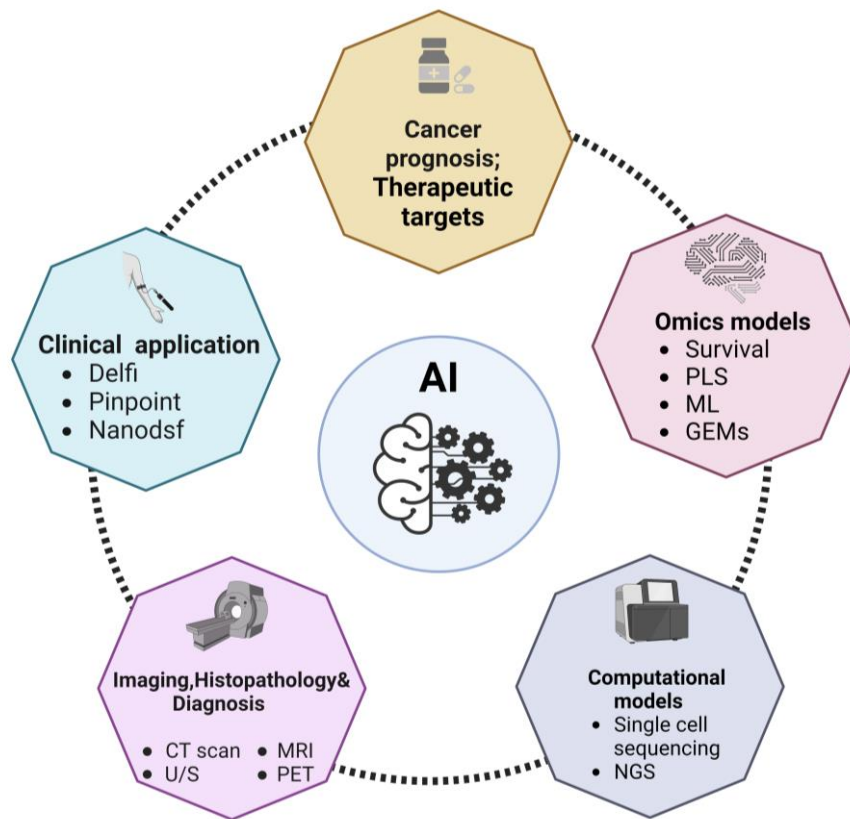 Cancer
prognosis;
Therapeutic
targets
Clinical application
• Delfi
• Pinpoint
• Nanodsf
Omics models
• Survival
• PLS
• ML
• GEMs
AI
Imaging,Histopathology&
Diagnosis
• CT scan • MRI
• U/S • PET
Computational
models
• Single cell
sequencing
• NGS